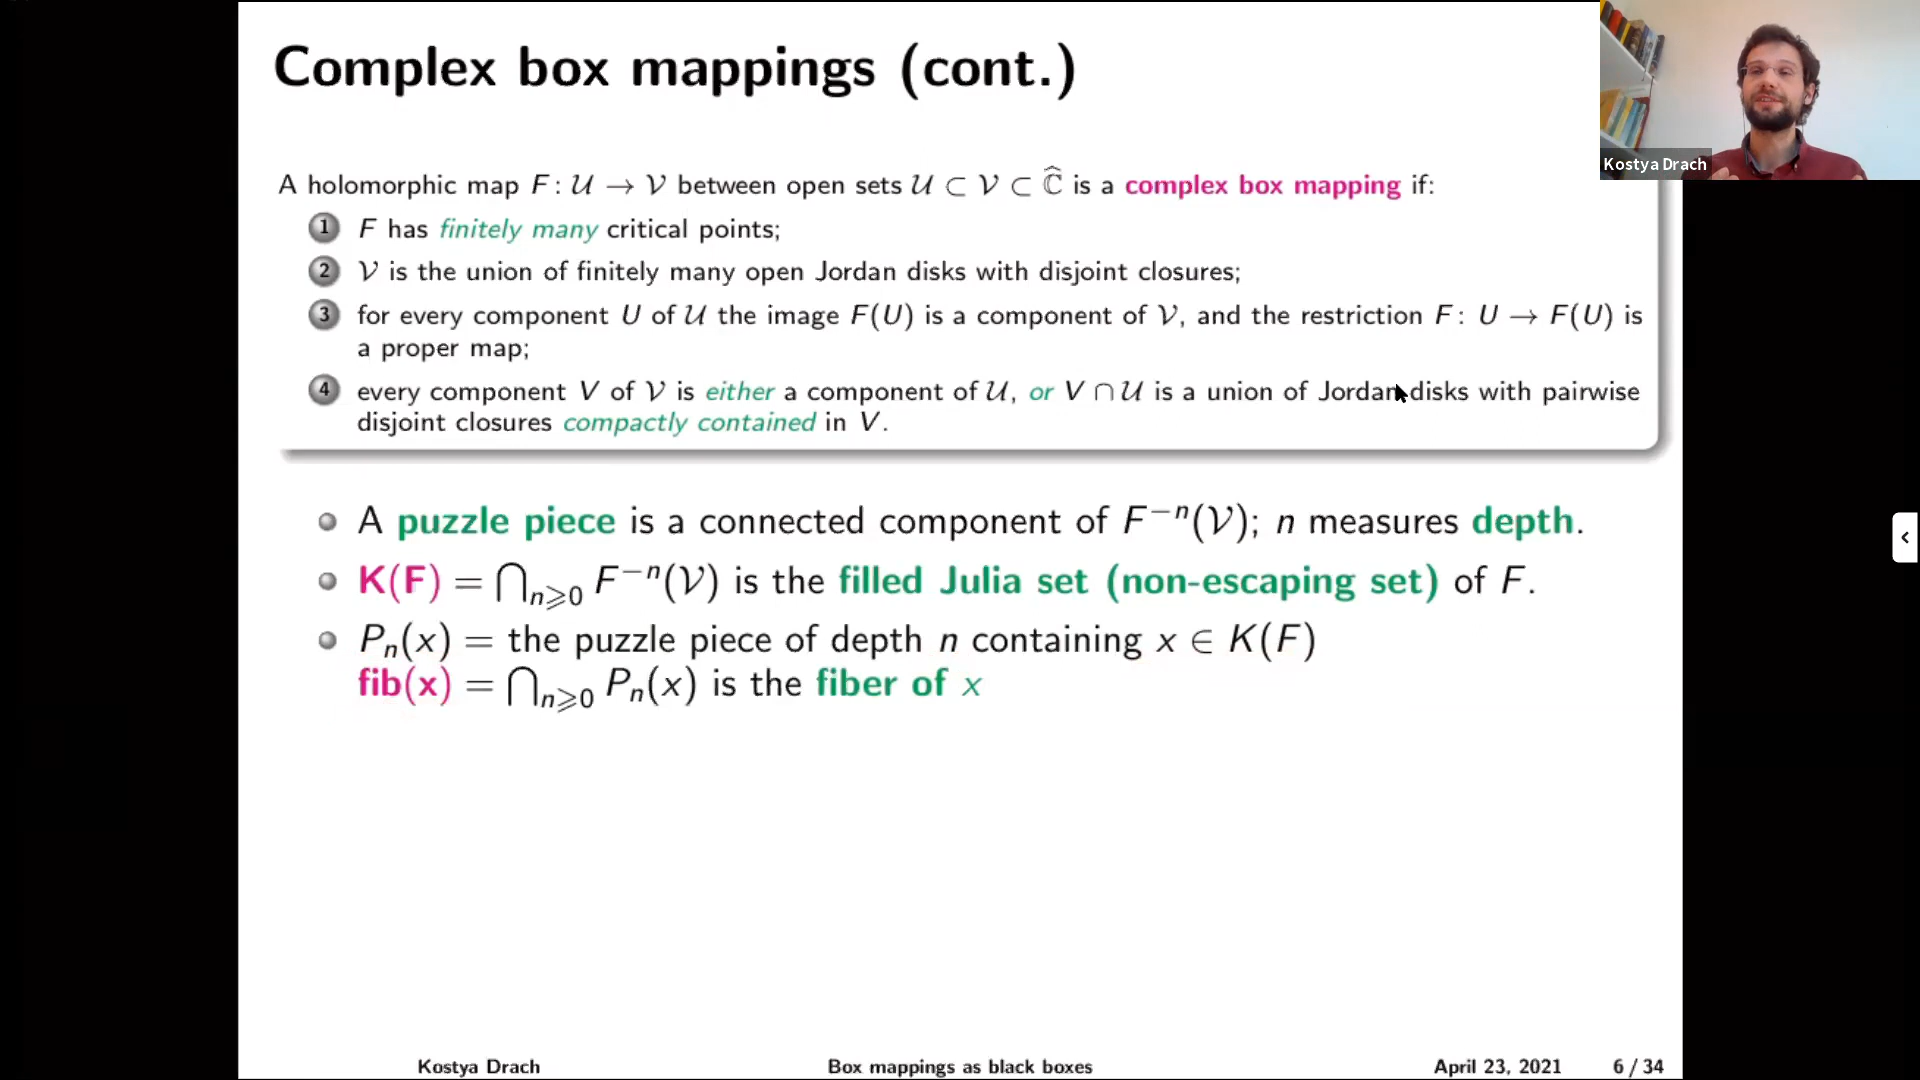 Complex box mappings (cont.)
Kostya Drach
A holomorphic map F: 𝒰 → 𝒱 between open sets 𝒰 ⊂ 𝒱 ⊂ Ĉ is a complex box mapping if:
1 F has finitely many critical points;
2 𝒱 is the union of finitely many open Jordan disks with disjoint closures;
3 for every component U of 𝒰 the image F(U) is a component of 𝒱, and the restriction F: U → F(U) is
a proper map;
4 every component V of 𝒱 is either a component of 𝒰, or V ∩ 𝒰 is a union of Jordan disks with pairwise
disjoint closures compactly contained in V.
A puzzle piece is a connected component of F⁻ⁿ(𝒱); n measures depth.
K(F) = ⋂ₙ⩾₀ F⁻ⁿ(𝒱) is the filled Julia set (non-escaping set) of F.
Pₙ(x) = the puzzle piece of depth n containing x ∈ K(F)
fib(x) = ⋂ₙ⩾₀ Pₙ(x) is the fiber of x
Kostya Drach Box mappings as black boxes April 23, 2021 6 / 34